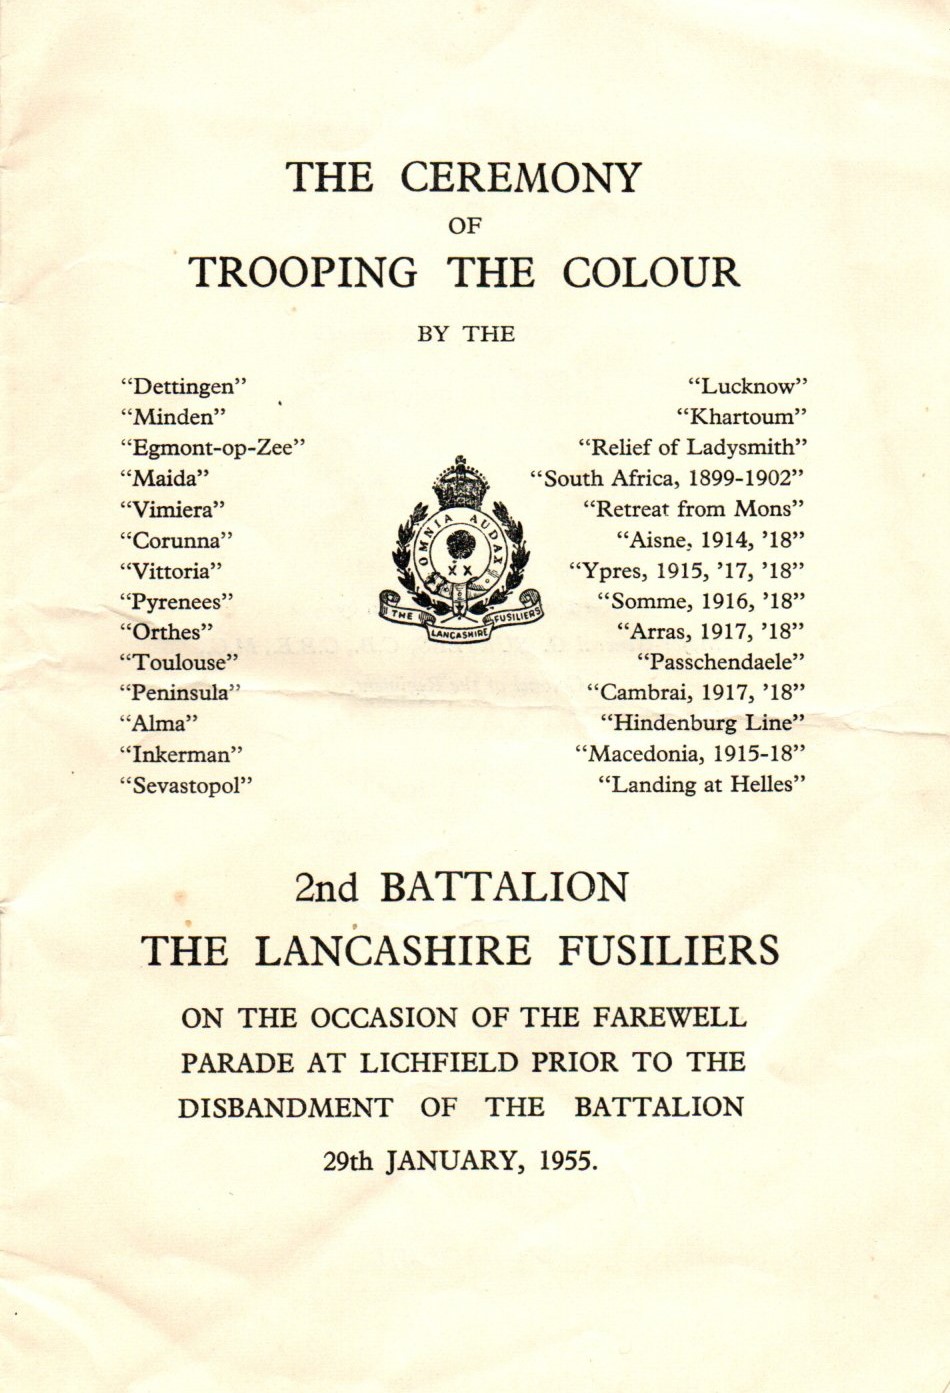 THE CEREMONY
OF
TROOPING THE COLOUR
BY THE
“Dettingen”
“Minden”
“Egmont-op-Zee”
“Maida”
“Vimiera”
“Corunna”
“Vittoria”
“Pyrenees”
“Orthes”
“Toulouse”
“Peninsula”
“Alma”
“Inkerman”
“Sevastopol”
OMNIA AUDAX
X X
THE LANCASHIRE FUSILIERS
“Lucknow”
“Khartoum”
“Relief of Ladysmith”
“South Africa, 1899-1902”
“Retreat from Mons”
“Aisne, 1914, ’18”
“Ypres, 1915, ’17, ’18”
“Somme, 1916, ’18”
“Arras, 1917, ’18”
“Passchendaele”
“Cambrai, 1917, ’18”
“Hindenburg Line”
“Macedonia, 1915-18”
“Landing at Helles”
2nd BATTALION
THE LANCASHIRE FUSILIERS
ON THE OCCASION OF THE FAREWELL
PARADE AT LICHFIELD PRIOR TO THE
DISBANDMENT OF THE BATTALION
29th JANUARY, 1955.